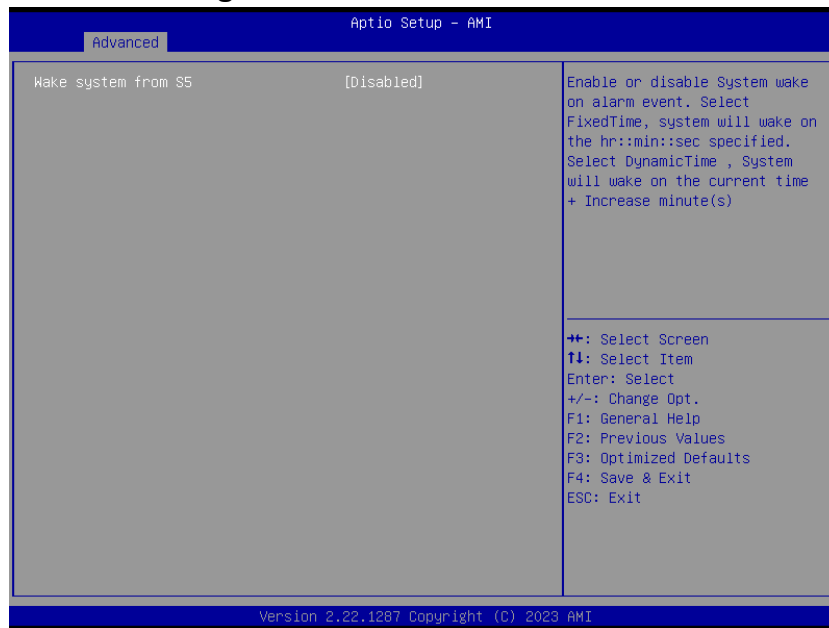 Aptio Setup – AMI
Advanced
Wake system from S5 [Disabled]
Enable or disable System wake
on alarm event. Select
FixedTime, system will wake on
the hr::min::sec specified.
Select DynamicTime , System
will wake on the current time
+ Increase minute(s)
→←: Select Screen
↑↓: Select Item
Enter: Select
+/-: Change Opt.
F1: General Help
F2: Previous Values
F3: Optimized Defaults
F4: Save & Exit
ESC: Exit
Version 2.22.1287 Copyright (C) 2023 AMI